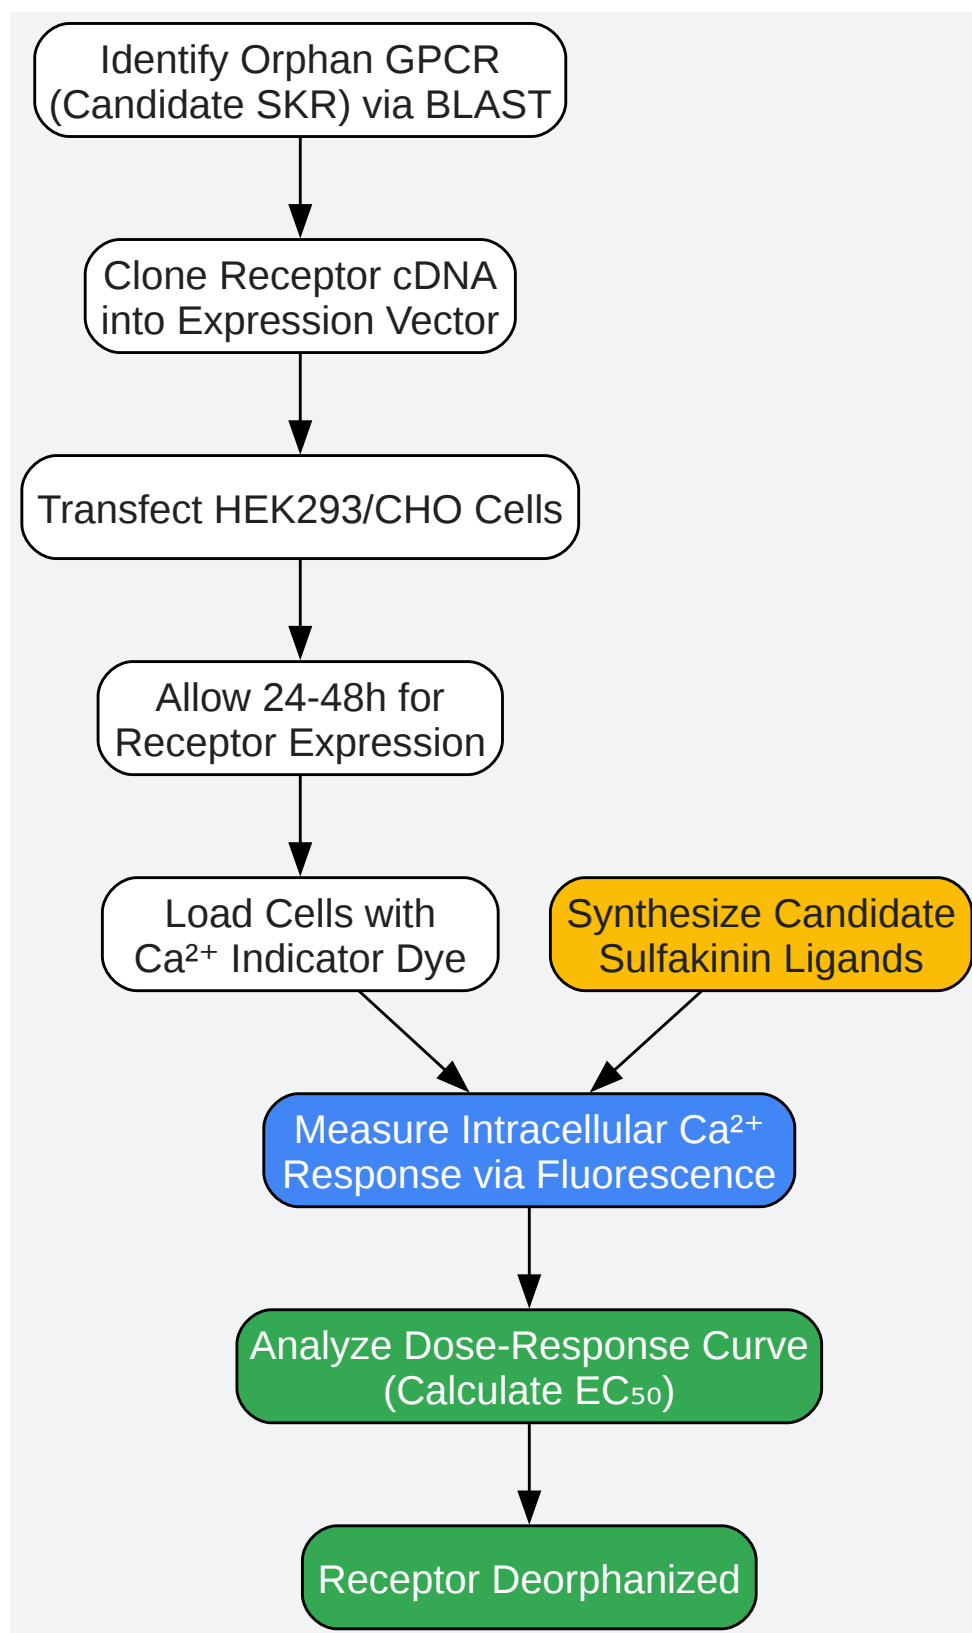 Identify Orphan GPCR
(Candidate SKR) via BLAST
Clone Receptor cDNA
into Expression Vector
Transfect HEK293/CHO Cells
Allow 24-48h for
Receptor Expression
Load Cells with
Ca²⁺ Indicator Dye
Synthesize Candidate
Sulfakinin Ligands
Measure Intracellular Ca²⁺
Response via Fluorescence
Analyze Dose-Response Curve
(Calculate EC₅₀)
Receptor Deorphanized